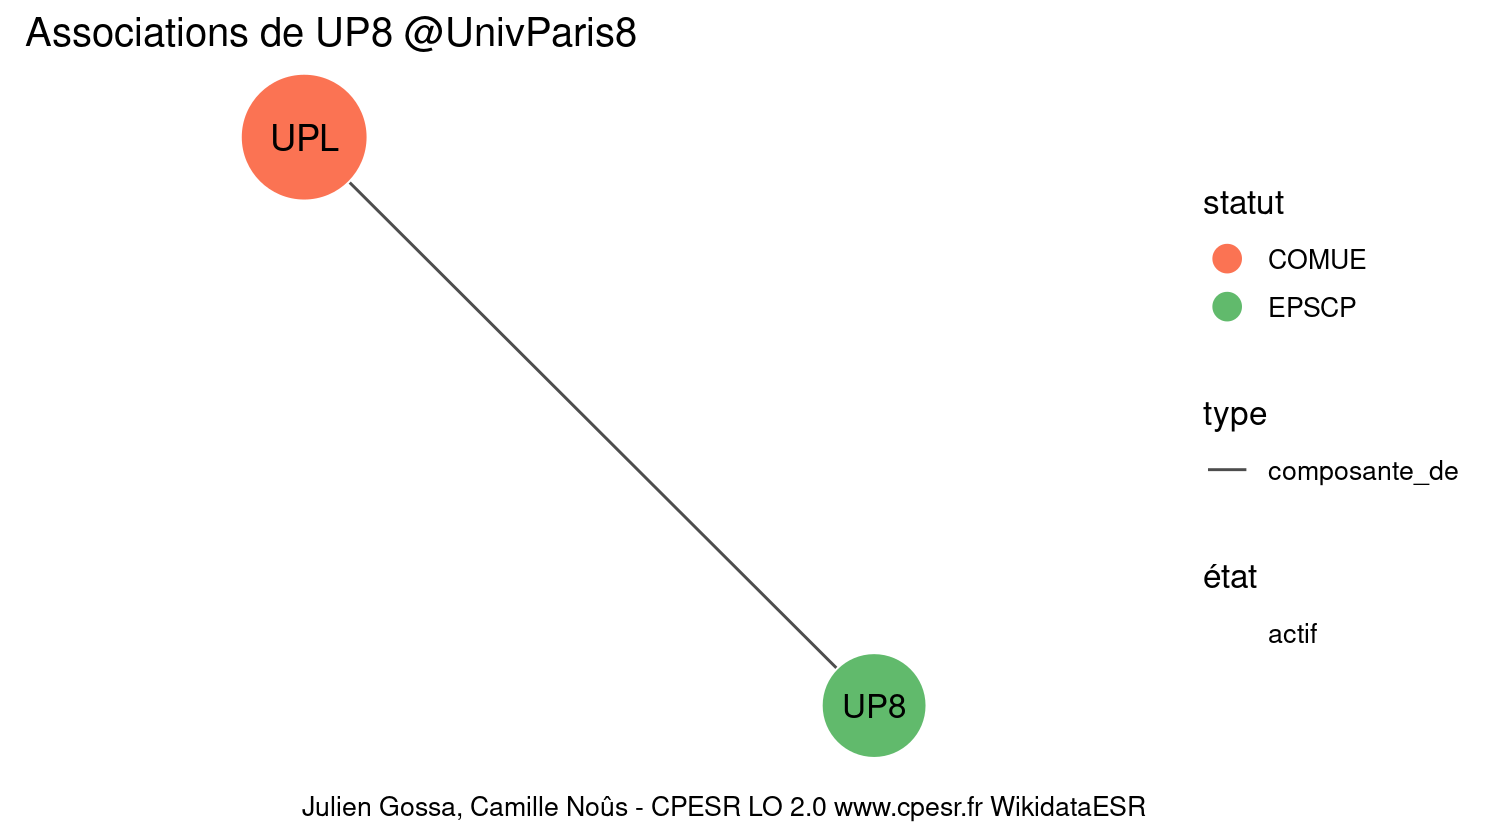 Associations de UP8 @UnivParis8
UPL
UP8
statut
COMUE
EPSCP
type
composante_de
état
actif
Julien Gossa, Camille Noûs - CPESR LO 2.0 www.cpesr.fr WikidataESR